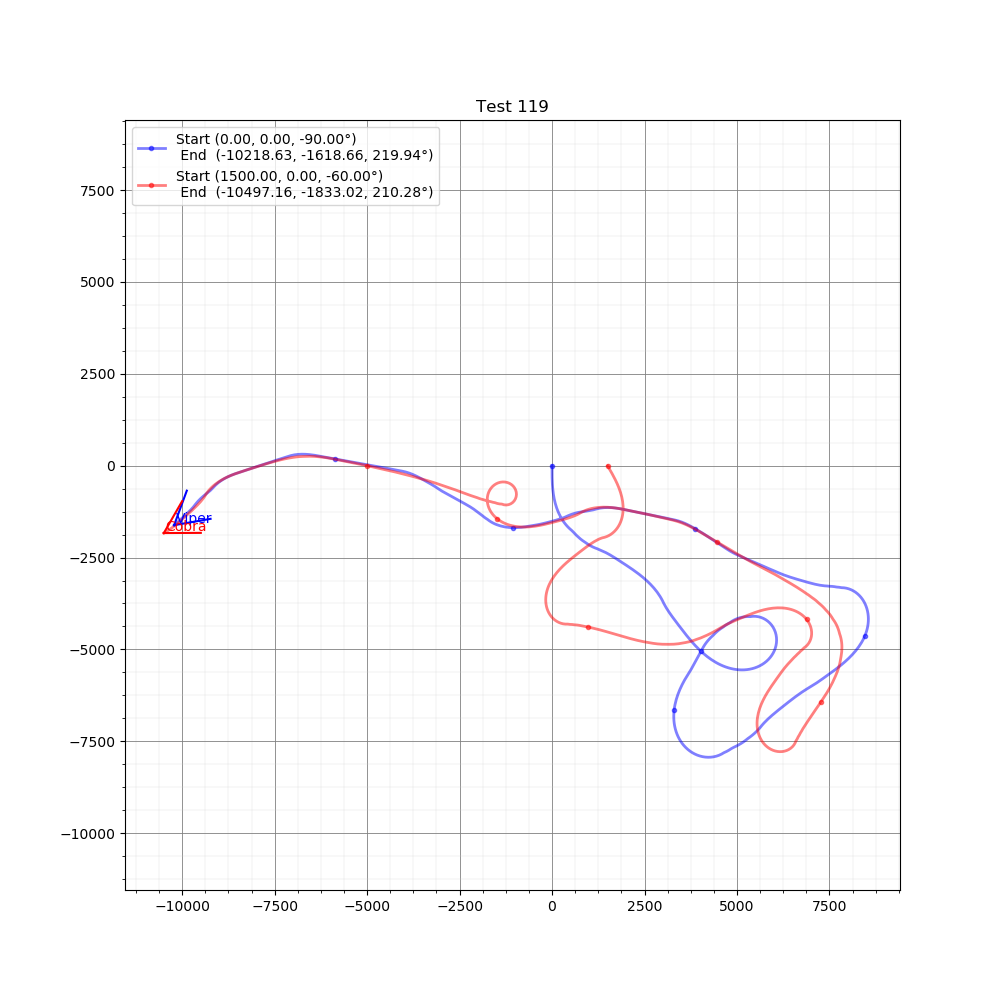 Test 119
Start (0.00, 0.00, -90.00°)
End (-10218.63, -1618.66, 219.94°)
Start (1500.00, 0.00, -60.00°)
End (-10497.16, -1833.02, 210.28°)
7500
5000
2500
0
−2500
−5000
−7500
−10000
Viper
Cobra
−10000 −7500 −5000 −2500 0 2500 5000 7500